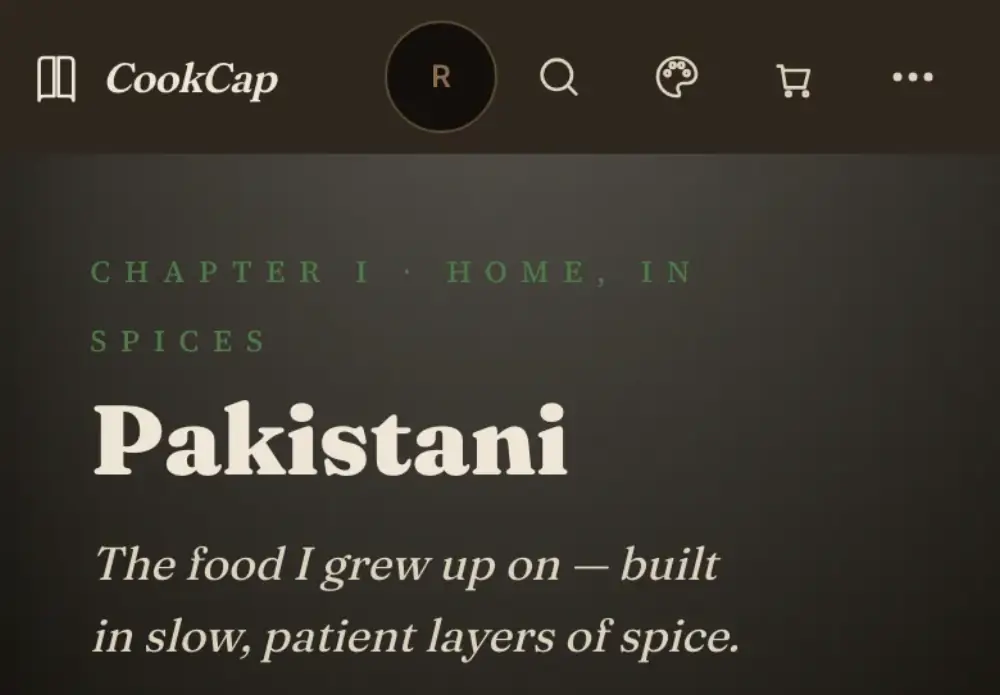 CookCap
R
CHAPTER I · HOME, IN
SPICES
Pakistani
The food I grew up on — built
in slow, patient layers of spice.